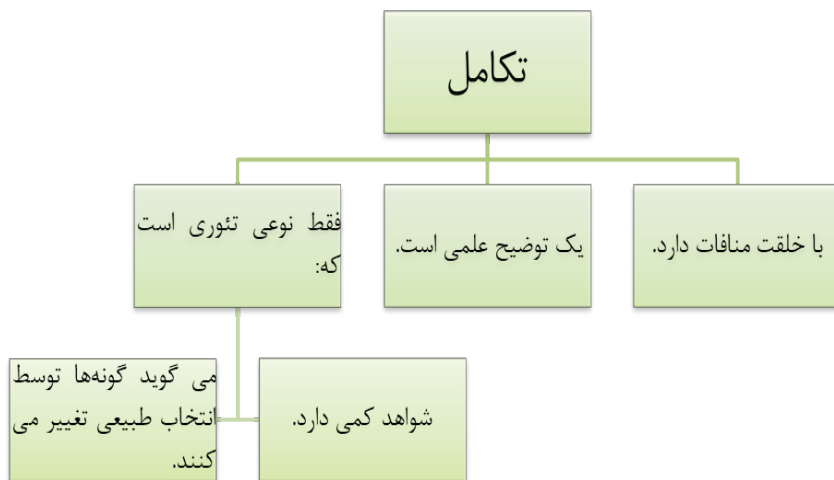 تکامل
با خلقت منافات دارد.
یک توضیح علمی است.
فقط نوعی تئوری است
که:
شواهد کمی دارد.
می گوید گونه‌ها توسط
انتخاب طبیعی تغییر می
کنند.